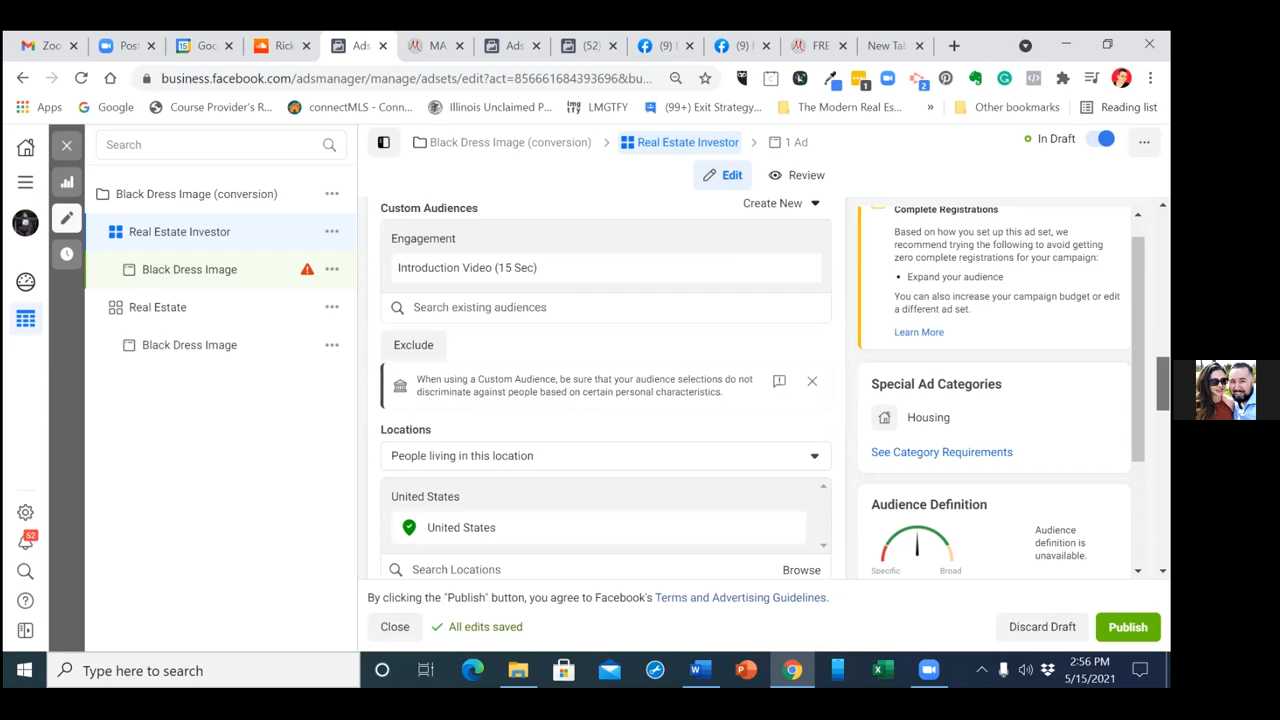 Zoo
Post
Goo
Rick
Ads
MA
Ads
(52)
(9)
(9)
FRE
New Tab
business.facebook.com/adsmanager/manage/adsets/edit?act=856661684393696&bu...
1
2
Apps
Google
Course Provider's R...
connectMLS - Conn...
Illinois Unclaimed P...
LMGTFY
(99+) Exit Strategy...
The Modern Real Es...
»
Other bookmarks
Reading list
Search
Black Dress Image (conversion)
Real Estate Investor
1 Ad
In Draft
Edit
Review
Black Dress Image (conversion)
Real Estate Investor
Black Dress Image
Real Estate
Black Dress Image
52
Custom Audiences
Create New
Engagement
Introduction Video (15 Sec)
Search existing audiences
Exclude
When using a Custom Audience, be sure that your audience selections do not
discriminate against people based on certain personal characteristics.
Locations
People living in this location
United States
United States
Search Locations
Browse
Complete Registrations
Based on how you set up this ad set, we
recommend trying the following to avoid getting
zero complete registrations for your campaign:
• Expand your audience
You can also increase your campaign budget or edit
a different ad set.
Learn More
Special Ad Categories
Housing
See Category Requirements
Audience Definition
Specific
Broad
Audience
definition is
unavailable.
By clicking the "Publish" button, you agree to Facebook's Terms and Advertising Guidelines.
Close
All edits saved
Discard Draft
Publish
Type here to search
2:56 PM
5/15/2021